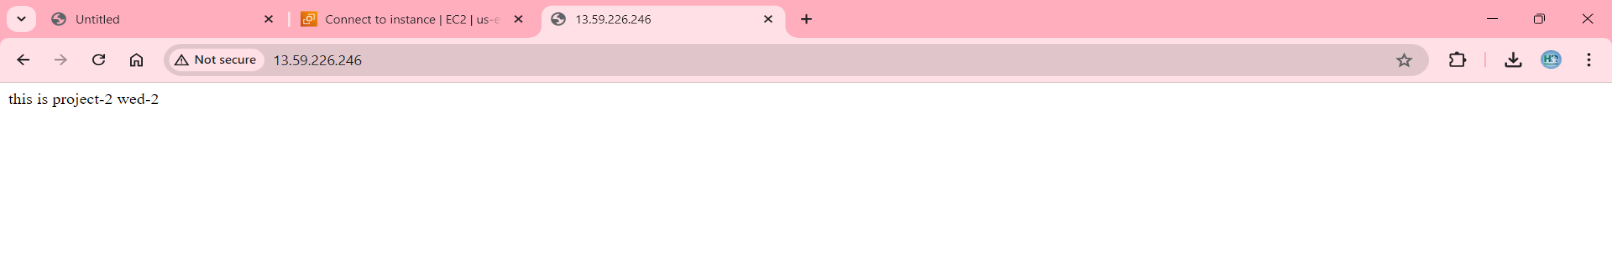 Untitled
Connect to instance | EC2 | us-e
13.59.226.246
Not secure
13.59.226.246
this is project-2 wed-2